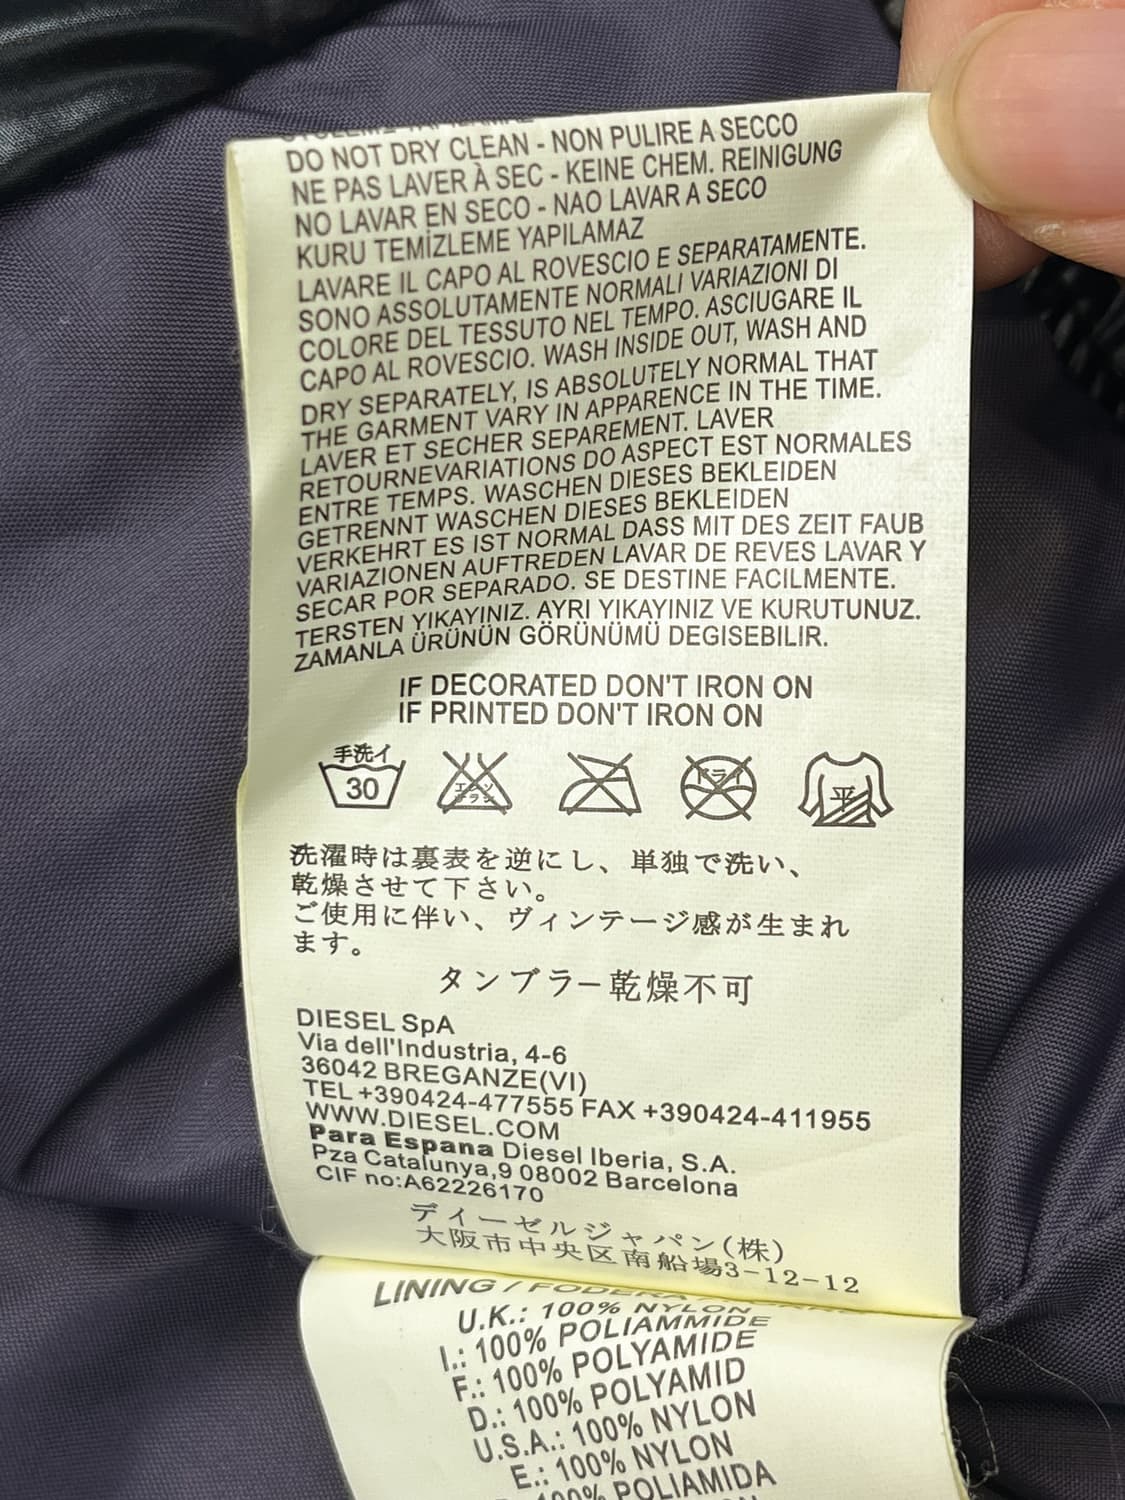 DO NOT DRY CLEAN - NON PULIRE A SECCO
NE PAS LAVER À SEC - KEINE CHEM. REINIGUNG
NO LAVAR EN SECO - NAO LAVAR A SECO
KURU TEMİZLEME YAPILAMAZ
LAVARE IL CAPO AL ROVESCIO E SEPARATAMENTE.
SONO ASSOLUTAMENTE NORMALI VARIAZIONI DI
COLORE DEL TESSUTO NEL TEMPO. ASCIUGARE IL
CAPO AL ROVESCIO. WASH INSIDE OUT, WASH AND
DRY SEPARATELY, IS ABSOLUTELY NORMAL THAT
THE GARMENT VARY IN APPARENCE IN THE TIME.
LAVER ET SECHER SEPAREMENT. LAVER
RETOURNEVARIATIONS DO ASPECT EST NORMALES
ENTRE TEMPS. WASCHEN DIESES BEKLEIDEN
GETRENNT WASCHEN DIESES BEKLEIDEN
VERKEHRT ES IST NORMAL DASS MIT DES ZEIT FAUB
VARIAZIONEN AUFTREDEN LAVAR DE REVES LAVAR Y
SECAR POR SEPARADO. SE DESTINE FACILMENTE.
TERSTEN YIKAYINIZ. AYRI YIKAYINIZ VE KURUTUNUZ.
ZAMANLA ÜRÜNÜN GÖRÜNÜMÜ DEGISEBILIR.
IF DECORATED DON'T IRON ON
IF PRINTED DON'T IRON ON
手洗イ
30
エンソ
サラシ
ドライ
平
洗濯時は裏表を逆にし、単独で洗い、
乾燥させて下さい。
ご使用に伴い、ヴィンテージ感が生まれ
ます。
タンブラー乾燥不可
DIESEL SpA
Via dell'Industria, 4-6
36042 BREGANZE(VI)
TEL +390424-477555 FAX +390424-411955
WWW.DIESEL.COM
Para Espana Diesel Iberia, S.A.
Pza Catalunya,9 08002 Barcelona
CIF no:A62226170
ディーゼルジャパン(株)
大阪市中央区南船場3-12-12
LINING / FODERA
U.K.: 100% NYLON
I.: 100% POLIAMMIDE
F.: 100% POLYAMIDE
D.: 100% POLYAMID
U.S.A.: 100% NYLON
E.: 100% NYLON
100% POLIAMIDA